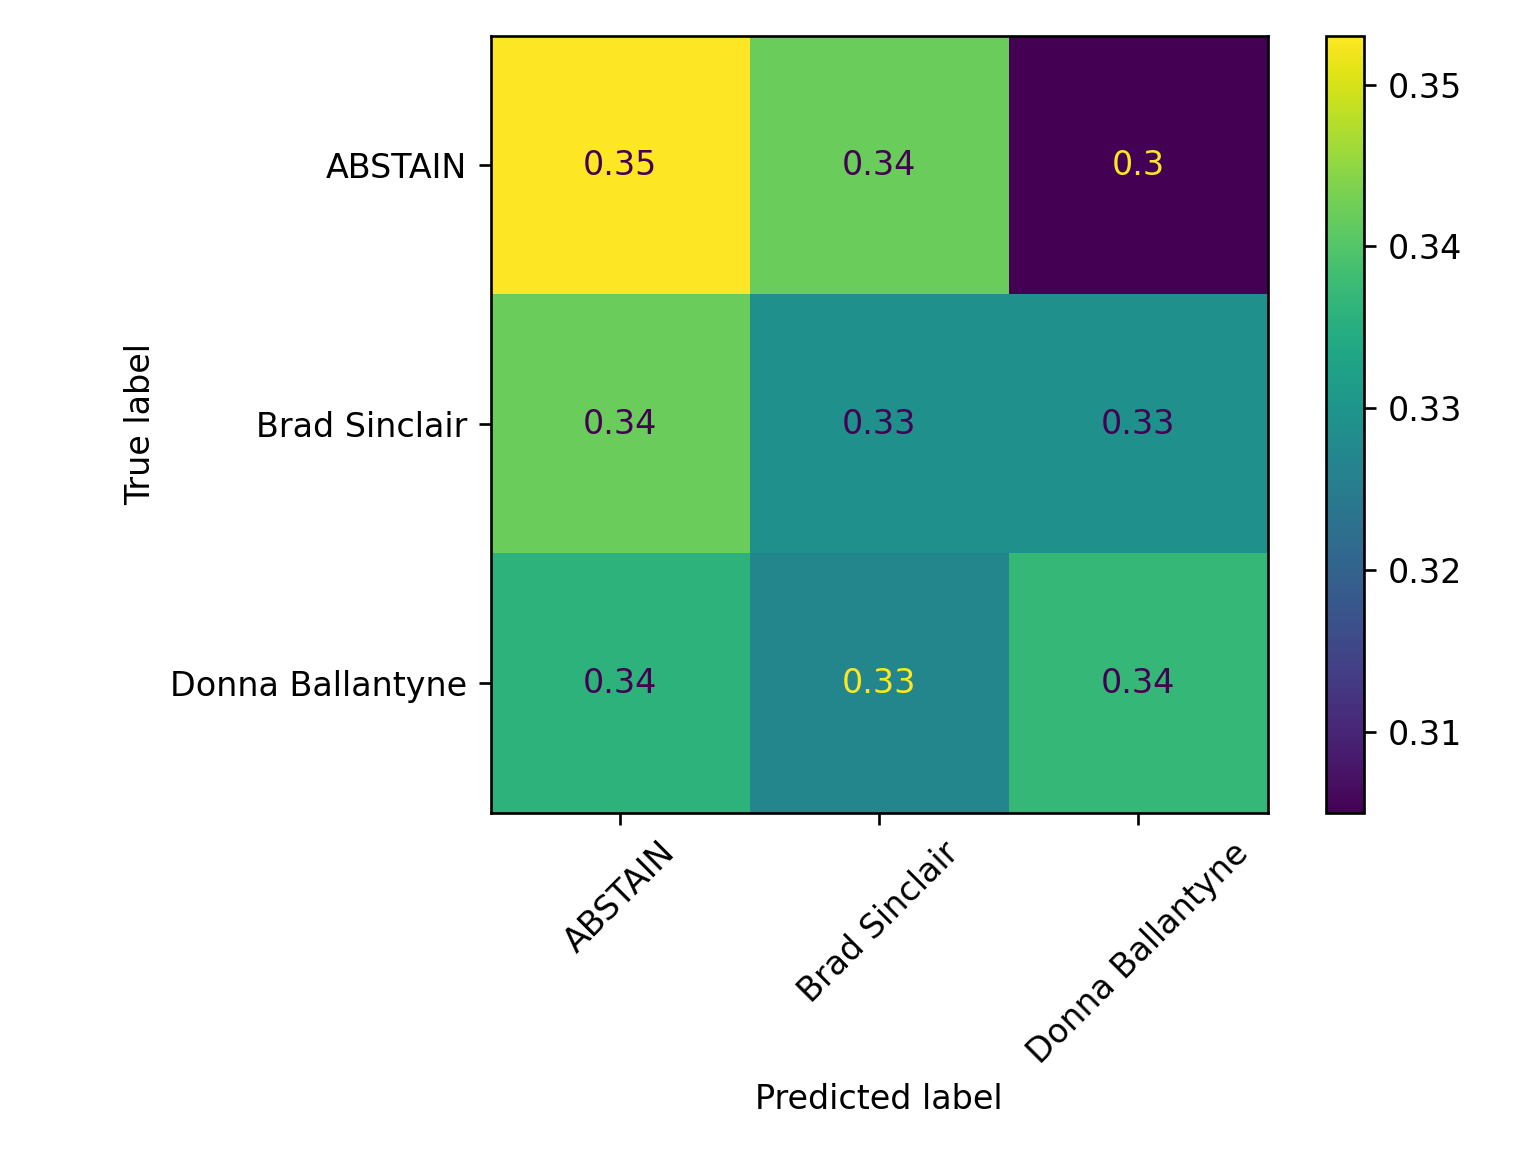 ABSTAIN 0.35 0.34 0.3
Brad Sinclair 0.34 0.33 0.33
Donna Ballantyne 0.34 0.33 0.34
True label
ABSTAIN Brad Sinclair Donna Ballantyne
Predicted label
0.35
0.34
0.33
0.32
0.31